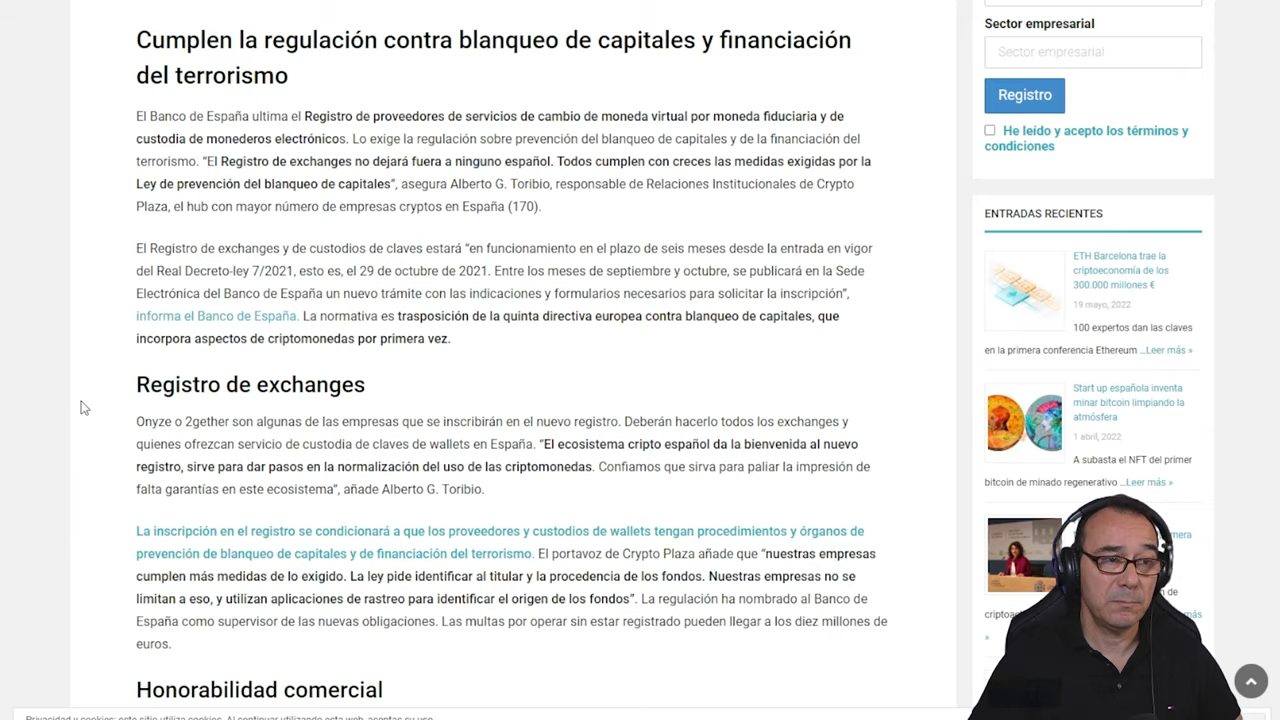 Cumplen la regulación contra blanqueo de capitales y financiación
del terrorismo
El Banco de España ultima el Registro de proveedores de servicios de cambio de moneda virtual por moneda fiduciaria y de
custodia de monederos electrónicos. Lo exige la regulación sobre prevención del blanqueo de capitales y de la financiación del
terrorismo. “El Registro de exchanges no dejará fuera a ninguno español. Todos cumplen con creces las medidas exigidas por la
Ley de prevención del blanqueo de capitales”, asegura Alberto G. Toribio, responsable de Relaciones Institucionales de Crypto
Plaza, el hub con mayor número de empresas cryptos en España (170).
El Registro de exchanges y de custodios de claves estará “en funcionamiento en el plazo de seis meses desde la entrada en vigor
del Real Decreto-ley 7/2021, esto es, el 29 de octubre de 2021. Entre los meses de septiembre y octubre, se publicará en la Sede
Electrónica del Banco de España un nuevo trámite con las indicaciones y formularios necesarios para solicitar la inscripción”,
informa el Banco de España. La normativa es trasposición de la quinta directiva europea contra blanqueo de capitales, que
incorpora aspectos de criptomonedas por primera vez.
Registro de exchanges
Onyze o 2gether son algunas de las empresas que se inscribirán en el nuevo registro. Deberán hacerlo todos los exchanges y
quienes ofrezcan servicio de custodia de claves de wallets en España. “El ecosistema cripto español da la bienvenida al nuevo
registro, sirve para dar pasos en la normalización del uso de las criptomonedas. Confiamos que sirva para paliar la impresión de
falta garantías en este ecosistema”, añade Alberto G. Toribio.
La inscripción en el registro se condicionará a que los proveedores y custodios de wallets tengan procedimientos y órganos de
prevención de blanqueo de capitales y de financiación del terrorismo. El portavoz de Crypto Plaza añade que “nuestras empresas
cumplen más medidas de lo exigido. La ley pide identificar al titular y la procedencia de los fondos. Nuestras empresas no se
limitan a eso, y utilizan aplicaciones de rastreo para identificar el origen de los fondos”. La regulación ha nombrado al Banco de
España como supervisor de las nuevas obligaciones. Las multas por operar sin estar registrado pueden llegar a los diez millones de
euros.
Honorabilidad comercial
Privacidad y cookies: este sitio utiliza cookies. Al continuar utilizando esta web, aceptas su uso.
Sector empresarial
Sector empresarial
Registro
He leído y acepto los términos y
condiciones
ENTRADAS RECIENTES
ETH Barcelona trae la
criptoeconomía de los
300.000 millones €
19 mayo, 2022
100 expertos dan las claves
en la primera conferencia Ethereum ...Leer más »
Start up española inventa
minar bitcoin limpiando la
atmósfera
1 abril, 2022
A subasta el NFT del primer
bitcoin de minado regenerativo ...Leer más »
de
más
»